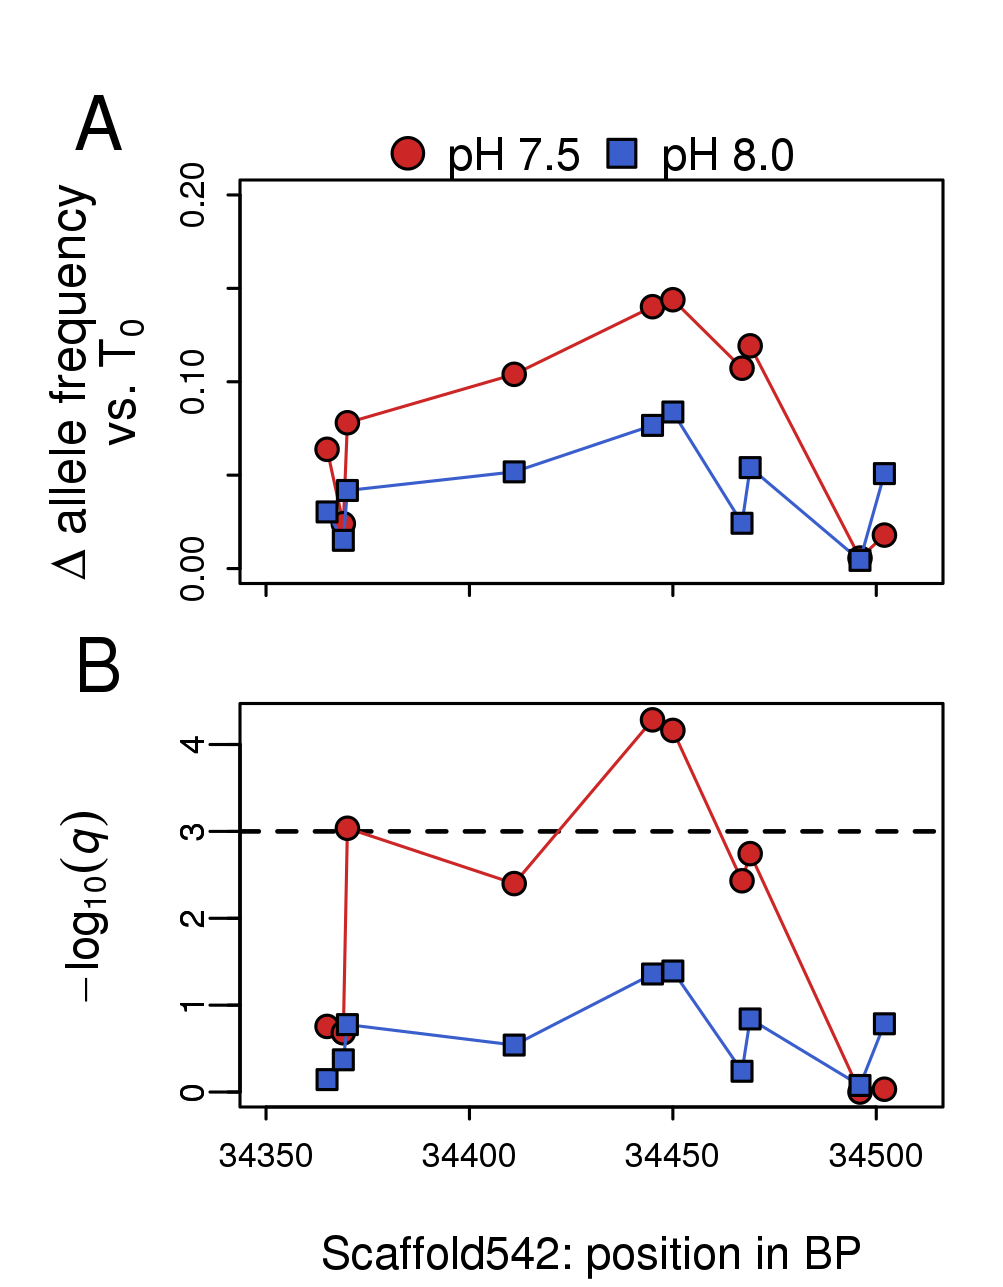 A
pH 7.5 pH 8.0
Δ allele frequency
vs. T0
0.20
0.10
0.00
B
−log10(q)
4
3
2
1
0
34350 34400 34450 34500
Scaffold542: position in BP